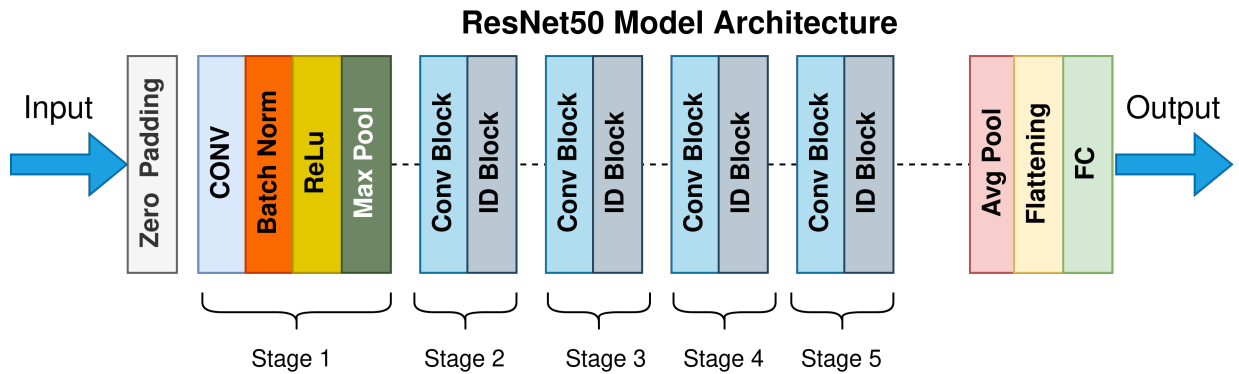 ResNet50 Model Architecture
Input
Zero Padding
CONV
Batch Norm
ReLu
Max Pool
Conv Block
ID Block
Conv Block
ID Block
Conv Block
ID Block
Conv Block
ID Block
Avg Pool
Flattening
FC
Output
Stage 1
Stage 2
Stage 3
Stage 4
Stage 5